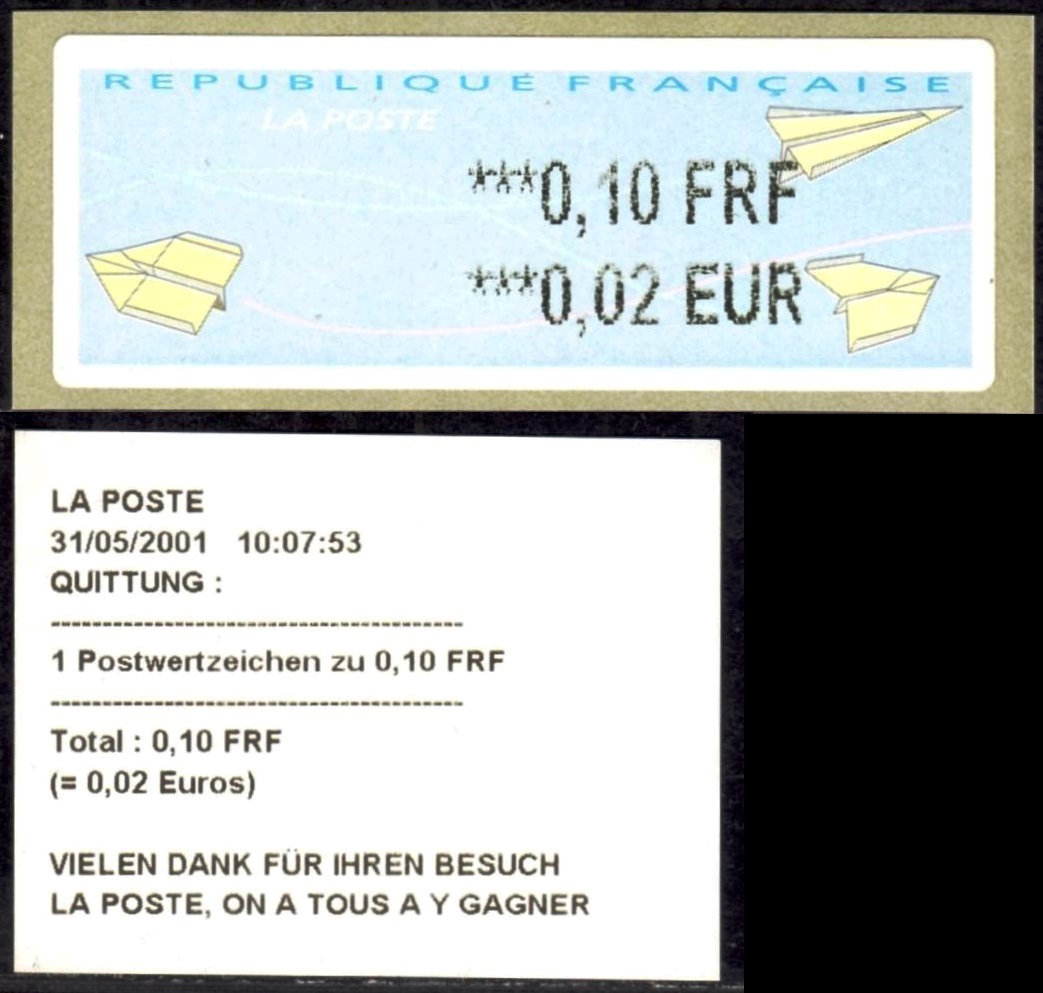 REPUBLIQUE FRANÇAISE
LA POSTE
***0,10 FRF
***0,02 EUR
LA POSTE
31/05/2001 10:07:53
QUITTUNG :
----------------------------------------
1 Postwertzeichen zu 0,10 FRF
----------------------------------------
Total : 0,10 FRF
(= 0,02 Euros)
VIELEN DANK FÜR IHREN BESUCH
LA POSTE, ON A TOUS A Y GAGNER